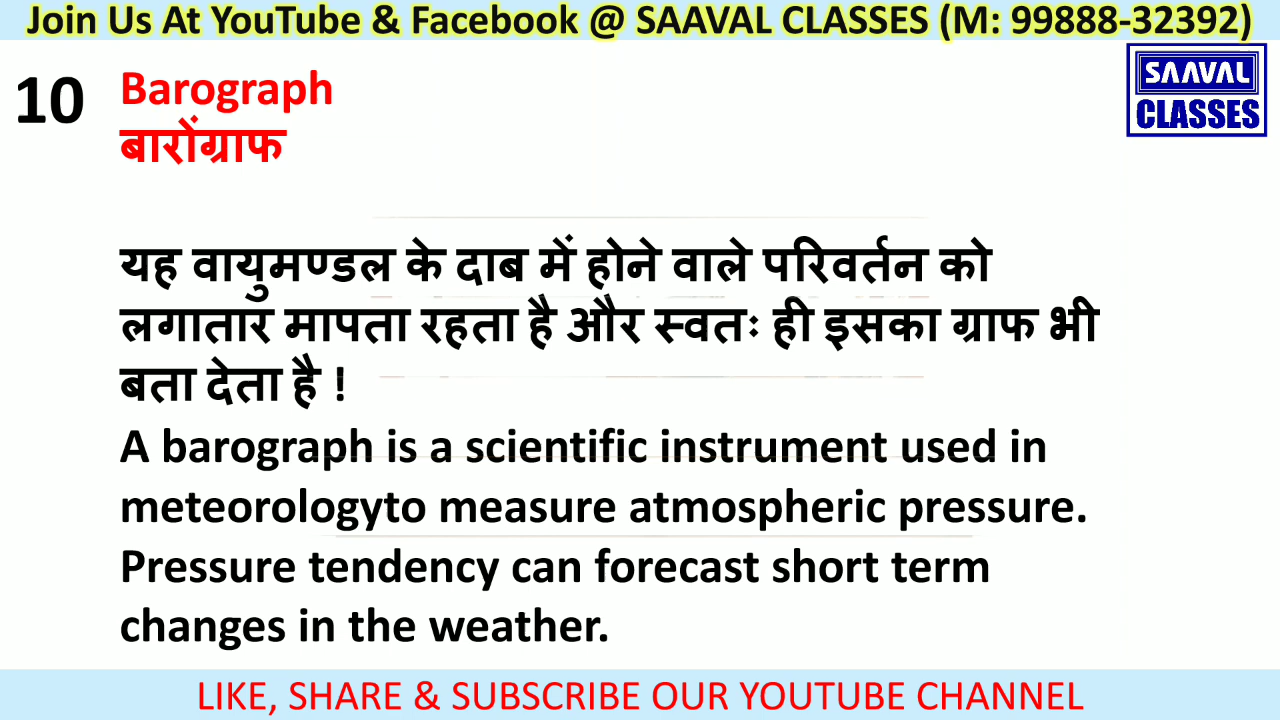 Join Us At YouTube & Facebook @ SAAVAL CLASSES (M: 99888-32392)
SAAVAL
CLASSES
10
Barograph
बारोंग्राफ
यह वायुमण्डल के दाब में होने वाले परिवर्तन को
लगातार मापता रहता है और स्वतः ही इसका ग्राफ भी
बता देता है !
A barograph is a scientific instrument used in
meteorologyto measure atmospheric pressure.
Pressure tendency can forecast short term
changes in the weather.
LIKE, SHARE & SUBSCRIBE OUR YOUTUBE CHANNEL